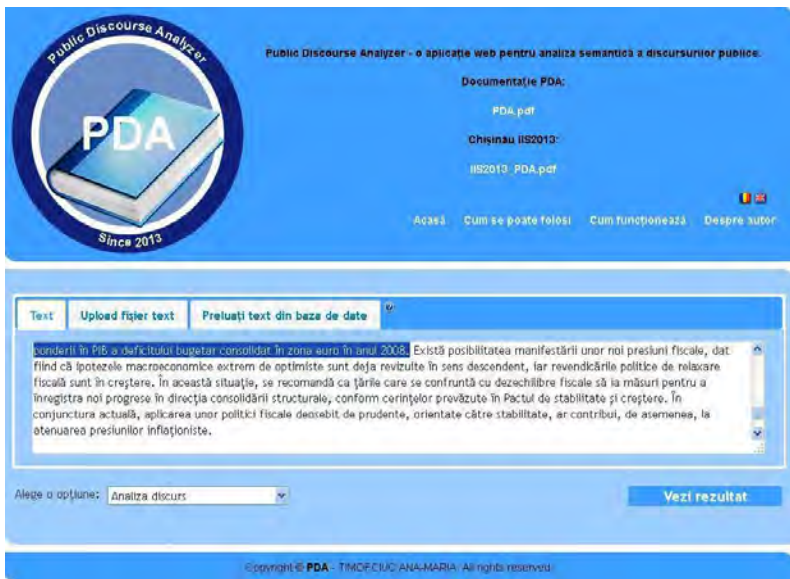 Public Discourse Analyzer
PDA
Since 2013
Public Discourse Analyzer - o aplicație web pentru analiza semantică a discursurilor publice.
Documentație PDA:
PDA.pdf
Chișinău IIS2013:
IIS2013_PDA.pdf
Acasă Cum se poate folosi Cum funcționează Despre autor
Text Upload fișier text Preluați text din baza de date
ponderii în PIB a deficitului bugetar consolidat în zona euro în anul 2008. Există posibilitatea manifestării unor noi presiuni fiscale, dat
fiind că ipotezele macroeconomice extrem de optimiste sunt deja revizuite în sens descendent, iar revendicările politice de relaxare
fiscală sunt în creștere. În această situație, se recomandă ca țările care se confruntă cu dezechilibre fiscale să ia măsuri pentru a
înregistra noi progrese în direcția consolidării structurale, conform cerințelor prevăzute în Pactul de stabilitate și creștere. În
conjunctura actuală, aplicarea unor politici fiscale deosebit de prudente, orientate către stabilitate, ar contribui, de asemenea, la
atenuarea presiunilor inflaționiste.
Alege o opțiune: Analiza discurs Vezi rezultat
Copyright © PDA - TIMOFCIUC ANA-MARIA. All rights reserved